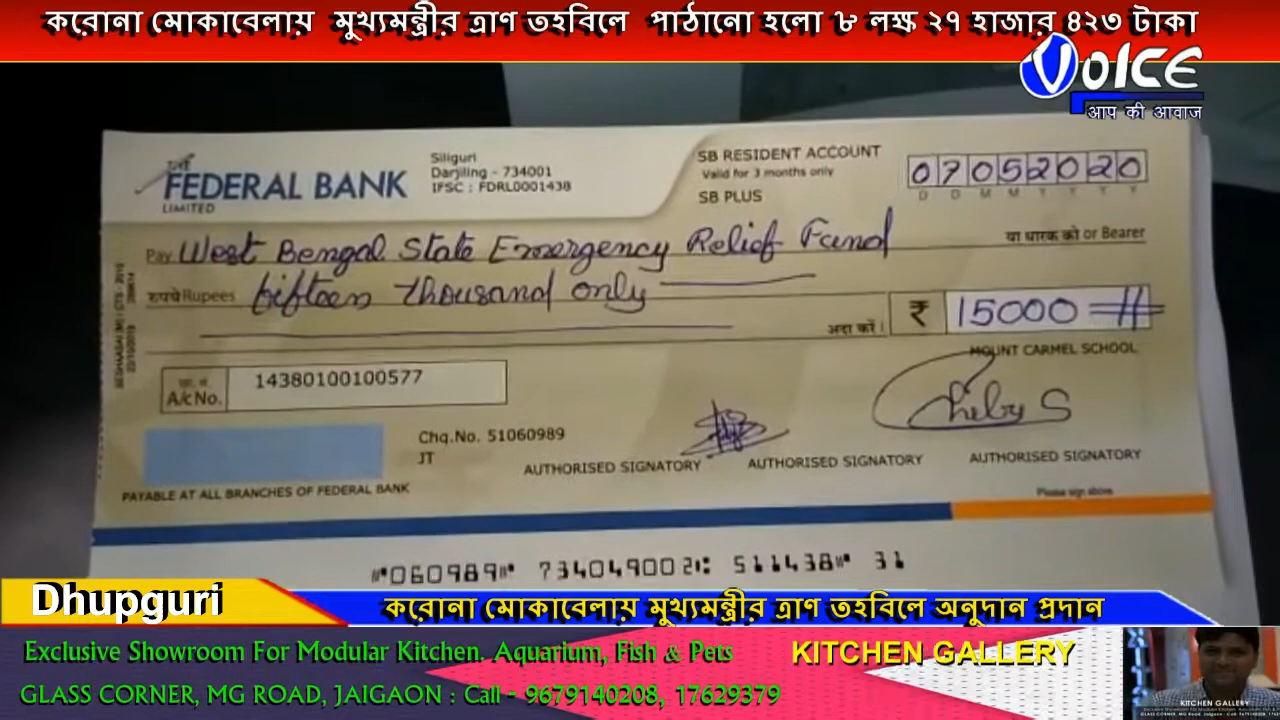 করোনা মোকাবেলায় মুখ্যমন্ত্রীর ত্রাণ তহবিলে পাঠানো হলো ৮ লক্ষ ২৭ হাজার ৪২৩ টাকা
VOICE
आप की आवाज
FEDERAL BANK
LIMITED
Siliguri
Darjling - 734001
IFSC : FDRL0001438
SB RESIDENT ACCOUNT
Valid for 3 months only
SB PLUS
07052020
D D M M Y Y Y Y
Pay West Bengal State Emergency Relief Fund या धारक को or Bearer
रुपये Rupees fifteen thousand only
अदा करें। ₹ 15000
MOUNT CARMEL SCHOOL
A/c No. 14380100100577
Sheby S
Chq.No. 51060989
JT
AUTHORISED SIGNATORY AUTHORISED SIGNATORY AUTHORISED SIGNATORY
PAYABLE AT ALL BRANCHES OF FEDERAL BANK
Please sign above
⑈060989⑈ 734049002⑆ 511438⑈ 31
Dhupguri
করোনা মোকাবেলায় মুখ্যমন্ত্রীর ত্রাণ তহবিলে অনুদান প্রদান
Exclusive Showroom For Modular Kitchen, Aquarium, Fish & Pets
KITCHEN GALLERY
GLASS CORNER, MG ROAD, JAIGAON : Call - 9679140208, 17629379
KITCHEN GALLERY